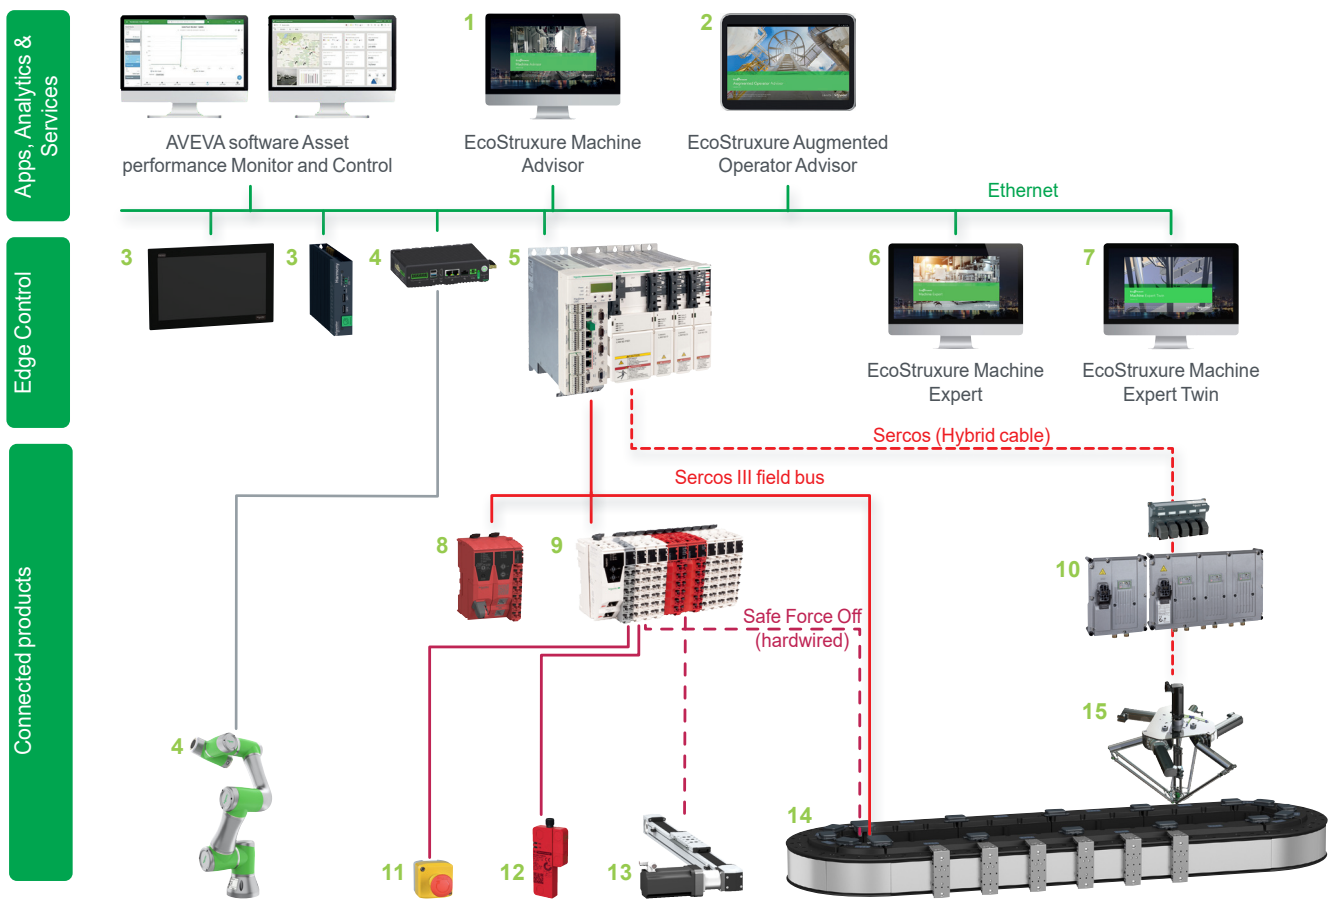 Apps, Analytics &
Services
1
2
AVEVA software Asset
performance Monitor and Control
EcoStruxure Machine
Advisor
EcoStruxure Augmented
Operator Advisor
Ethernet
Edge Control
3
3
4
5
6
7
EcoStruxure Machine
Expert
EcoStruxure Machine
Expert Twin
Sercos (Hybrid cable)
Connected products
Sercos III field bus
8
9
10
Safe Force Off
(hardwired)
4
11
12
13
14
15